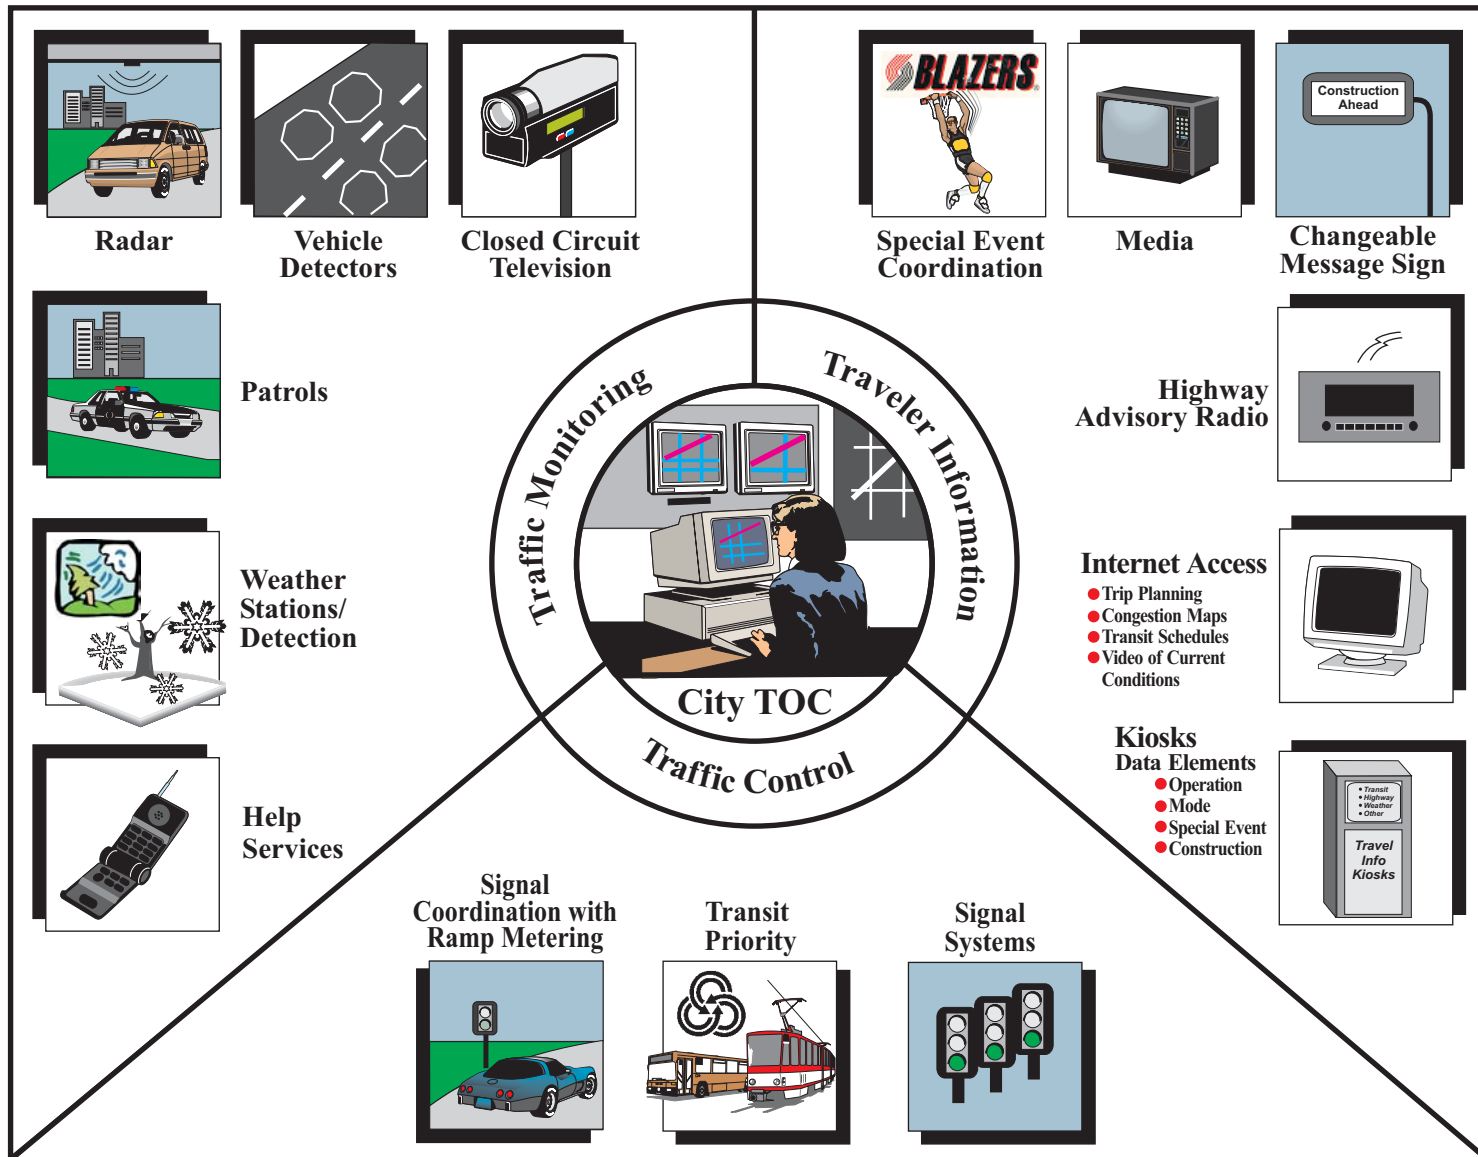 Radar
Vehicle
Detectors
Closed Circuit
Television
Patrols
Weather
Stations/
Detection
Help
Services
BLAZERS
Special Event
Coordination
Media
Construction
Ahead
Changeable
Message Sign
Highway
Advisory Radio
Internet Access
Trip Planning
Congestion Maps
Transit Schedules
Video of Current
Conditions
Kiosks
Data Elements
Operation
Mode
Special Event
Construction
• Transit
• Highway
• Weather
• Other
Travel
Info
Kiosks
Traffic Monitoring
Traveler Information
City TOC
Traffic Control
Signal
Coordination with
Ramp Metering
Transit
Priority
Signal
Systems